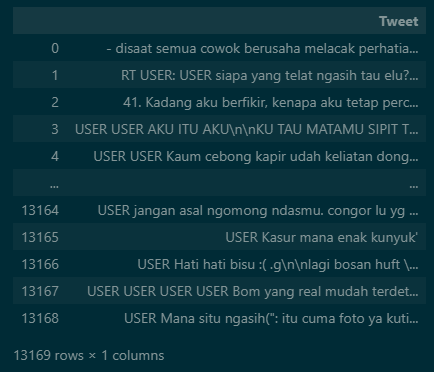 Tweet
0 - disaat semua cowok berusaha melacak perhatia...
1 RT USER: USER siapa yang telat ngasih tau elu?...
2 41. Kadang aku berfikir, kenapa aku tetap perc...
3 USER USER AKU ITU AKU\n\nKU TAU MATAMU SIPIT T...
4 USER USER Kaum cebong kapir udah keliatan dong...
... ...
13164 USER jangan asal ngomong ndasmu. congor lu yg ...
13165 USER Kasur mana enak kunyuk'
13166 USER Hati hati bisu :( .g\n\nlagi bosan huft \...
13167 USER USER USER USER Bom yang real mudah terdet...
13168 USER Mana situ ngasih(": itu cuma foto ya kuti...
13169 rows × 1 columns